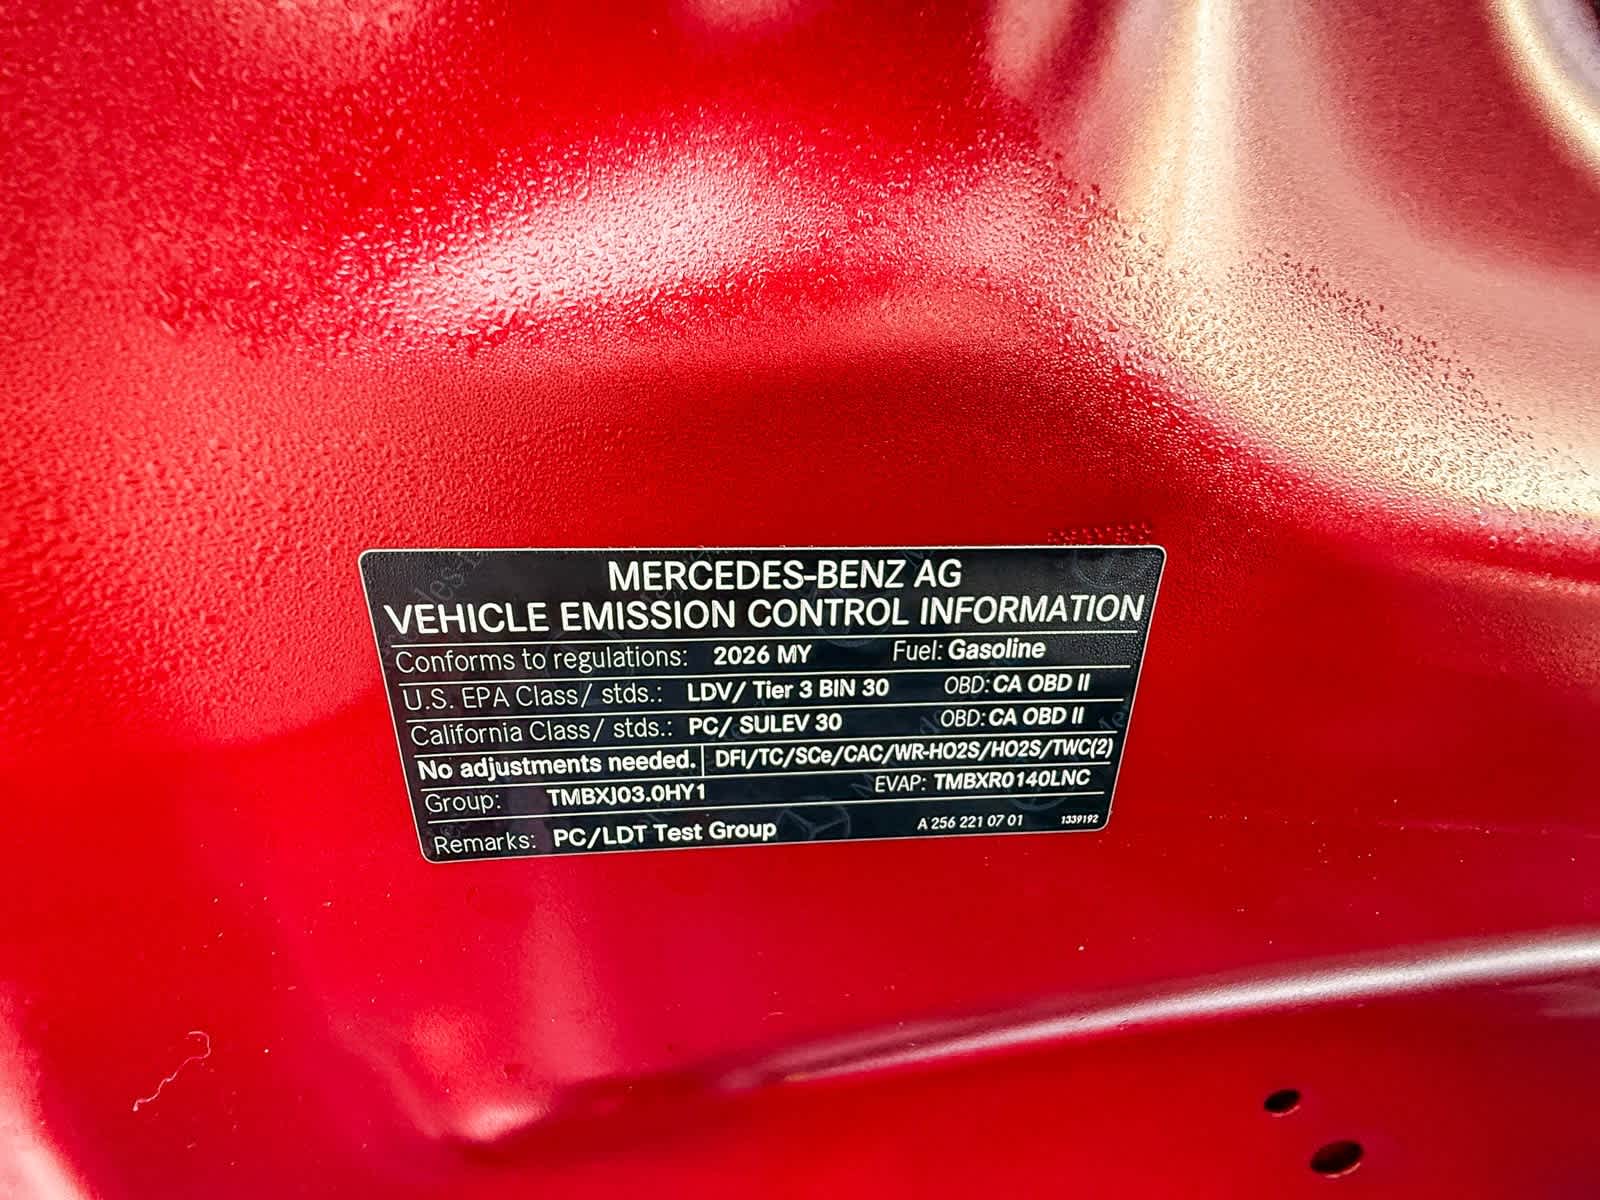 MERCEDES-BENZ AG
VEHICLE EMISSION CONTROL INFORMATION
Conforms to regulations: 2026 MY Fuel: Gasoline
U.S. EPA Class/ stds.: LDV/ Tier 3 BIN 30 OBD: CA OBD II
California Class/ stds.: PC/ SULEV 30 OBD: CA OBD II
No adjustments needed. DFI/TC/SCe/CAC/WR-HO2S/HO2S/TWC(2)
Group: TMBXJ03.0HY1 EVAP: TMBXR0140LNC
Remarks: PC/LDT Test Group A 256 221 07 01 1339192